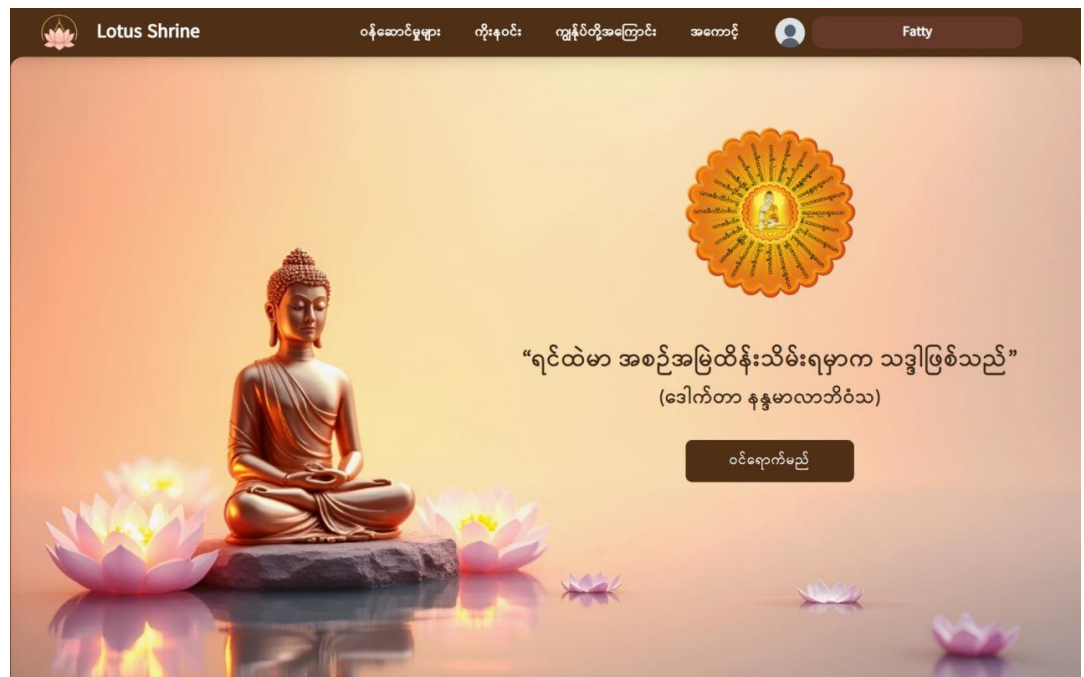 Lotus Shrine
ဝန်ဆောင်မှုများ
ကိုးနဝင်း
ကျွန်ုပ်တို့အကြောင်း
အကောင့်
Fatty
“ရင်ထဲမာ အစဉ်အမြဲထိန်းသိမ်းရမှာက သဒ္ဒါဖြစ်သည်”
(ဒေါက်တာ နန္ဒမာလာဘိဝံသ)
ဝင်ရောက်မည်